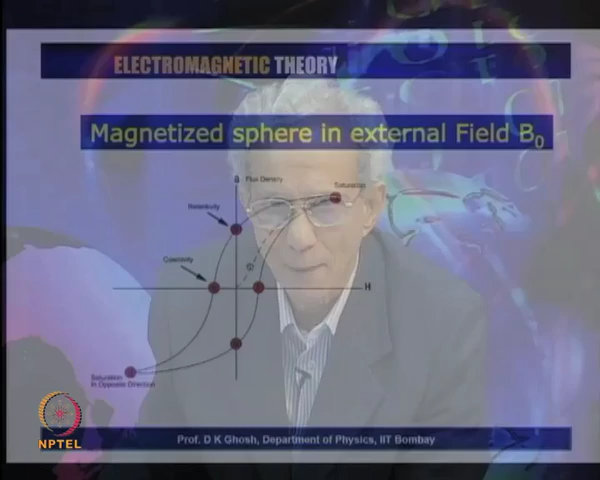 ELECTROMAGNETIC THEORY
Magnetized sphere in external Field B₀
B Flux Density
Saturation
Retentivity
Coercivity
H
Saturation
In Opposite Direction
NPTEL
Prof. D K Ghosh, Department of Physics, IIT Bombay